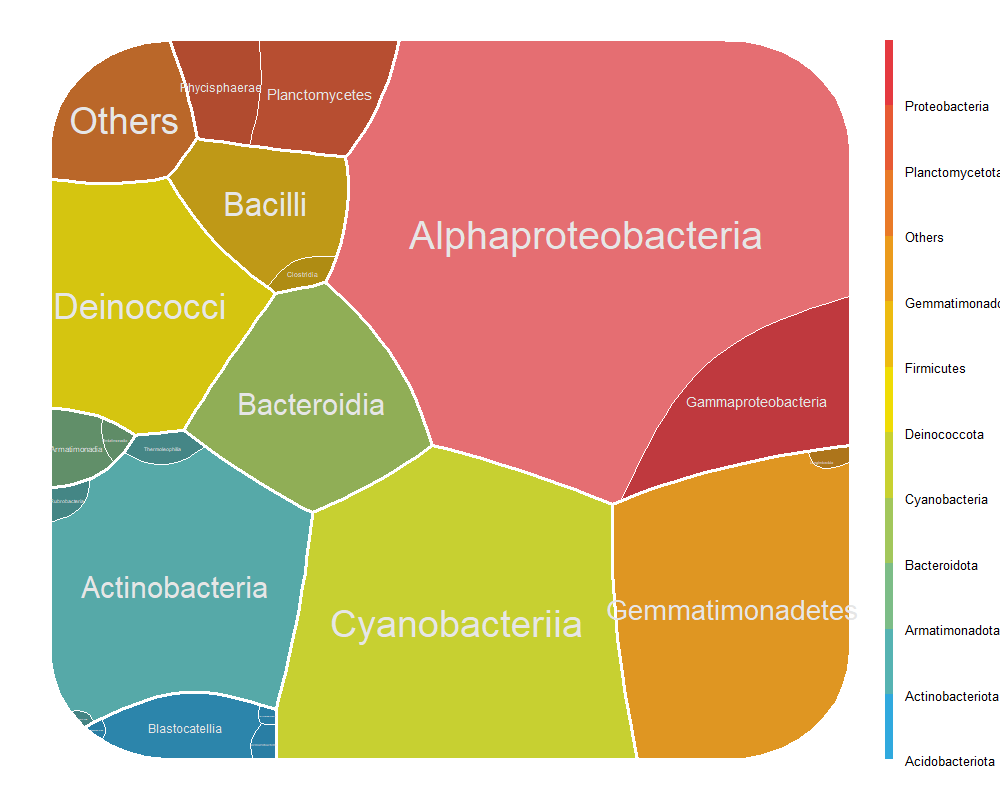 Others
Phycisphaerae
Planctomycetes
Bacilli
Clostridia
Alphaproteobacteria
Deinococci
Bacteroidia
Gammaproteobacteria
Armatimonadia
Thermoleophilia
Actinobacteria
Cyanobacteriia
Gemmatimonadetes
Blastocatellia
Proteobacteria
Planctomycetota
Others
Gemmatimonado
Firmicutes
Deinococcota
Cyanobacteria
Bacteroidota
Armatimonadota
Actinobacteriota
Acidobacteriota